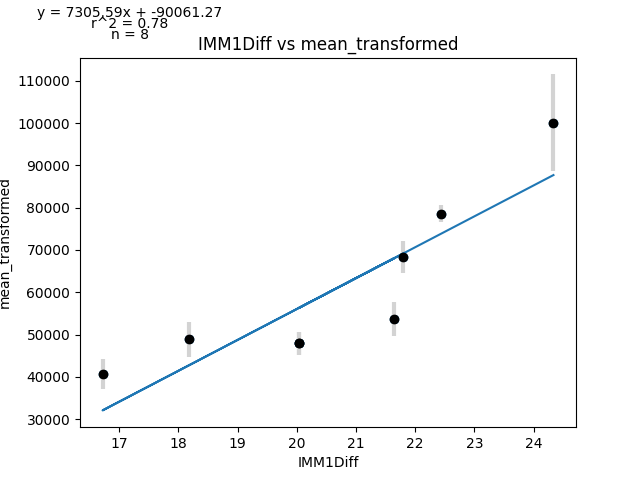 y = 7305.59x + -90061.27
r^2 = 0.78
n = 8
IMM1Diff vs mean_transformed
110000
100000
90000
80000
70000
60000
50000
40000
30000
mean_transformed
17 18 19 20 21 22 23 24
IMM1Diff